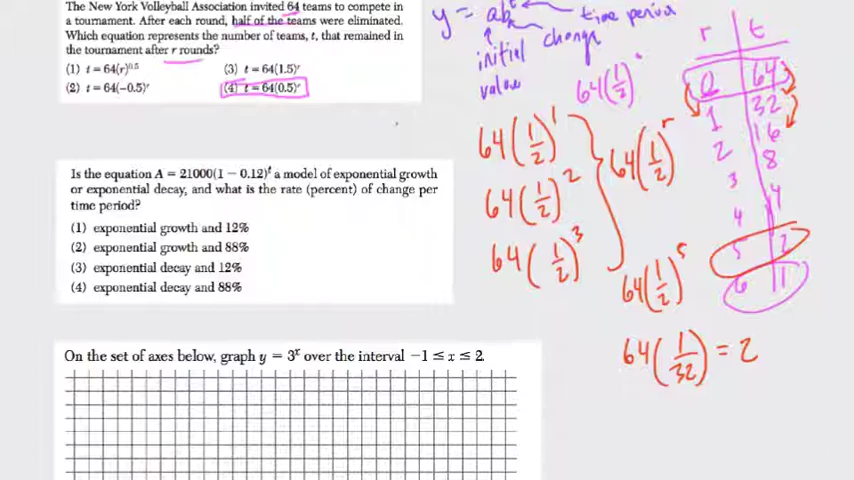 The New York Volleyball Association invited 64 teams to compete in
a tournament. After each round, half of the teams were eliminated.
Which equation represents the number of teams, t, that remained in
the tournament after r rounds?
(1) t = 64(r)^0.5
(3) t = 64(1.5)^r
(2) t = 64(−0.5)^r
(4) t = 64(0.5)^r
y = ab^x
time period
initial
value
change
64(1/2)^0
64(1/2)^1
64(1/2)^2
64(1/2)^3
64(1/2)^r
64(1/2)^5
64(1/32) = 2
r t
0 64
1 32
2 16
3 8
4 4
5 2
6 1
Is the equation A = 21000(1 − 0.12)^t a model of exponential growth
or exponential decay, and what is the rate (percent) of change per
time period?
(1) exponential growth and 12%
(2) exponential growth and 88%
(3) exponential decay and 12%
(4) exponential decay and 88%
On the set of axes below, graph y = 3^x over the interval −1 ≤ x ≤ 2.